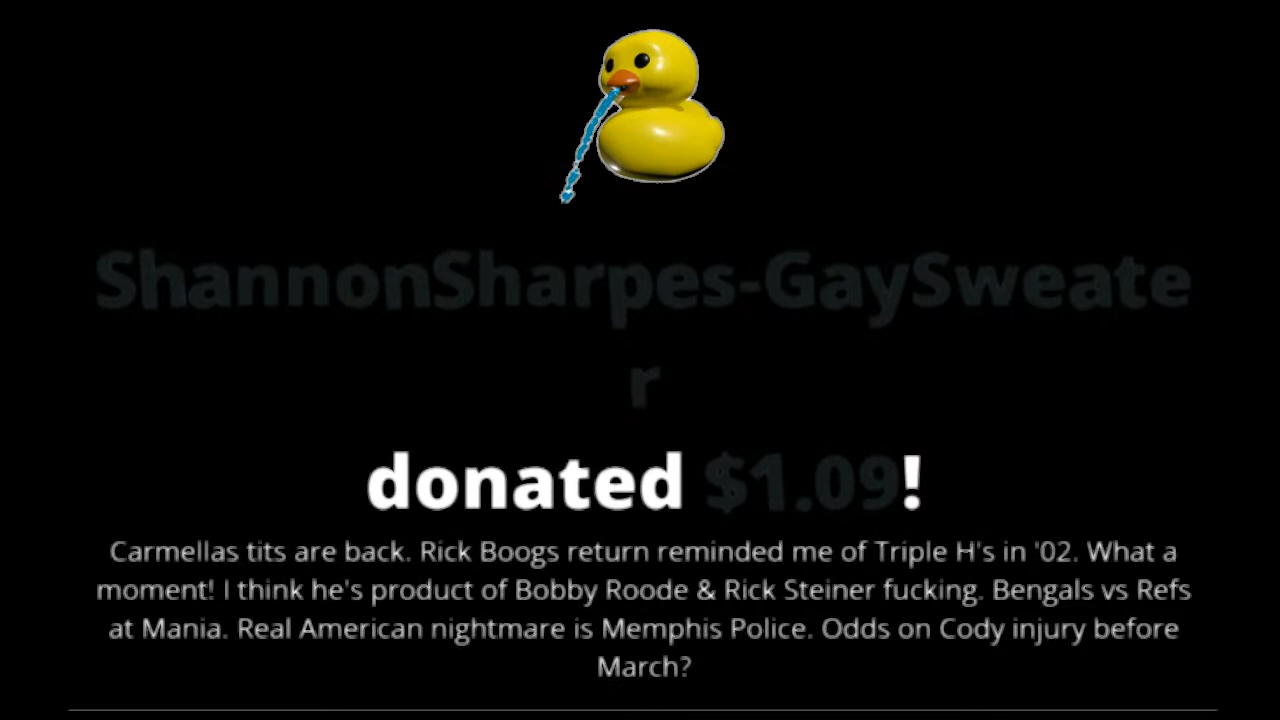 ShannonSharpes-GaySweate
r
donated $1.09!
Carmellas tits are back. Rick Boogs return reminded me of Triple H's in '02. What a
moment! I think he's product of Bobby Roode & Rick Steiner fucking. Bengals vs Refs
at Mania. Real American nightmare is Memphis Police. Odds on Cody injury before
March?